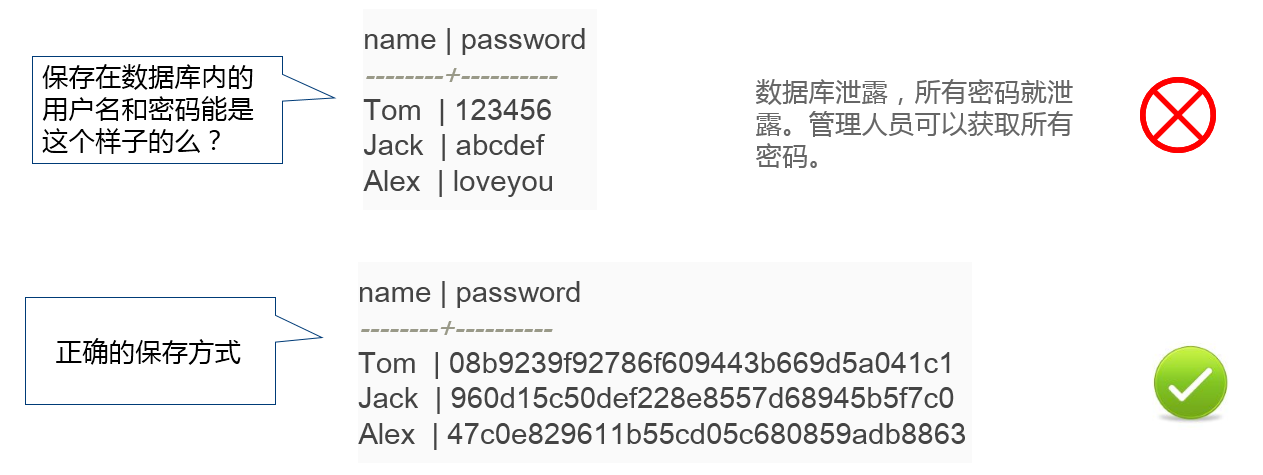 保存在数据库内的
用户名和密码能是
这个样子的么？
name | password
--------+----------
Tom | 123456
Jack | abcdef
Alex | loveyou
数据库泄露，所有密码就泄
露。管理人员可以获取所有
密码。
正确的保存方式
name | password
--------+----------
Tom | 08b9239f92786f609443b669d5a041c1
Jack | 960d15c50def228e8557d68945b5f7c0
Alex | 47c0e829611b55cd05c680859adb8863